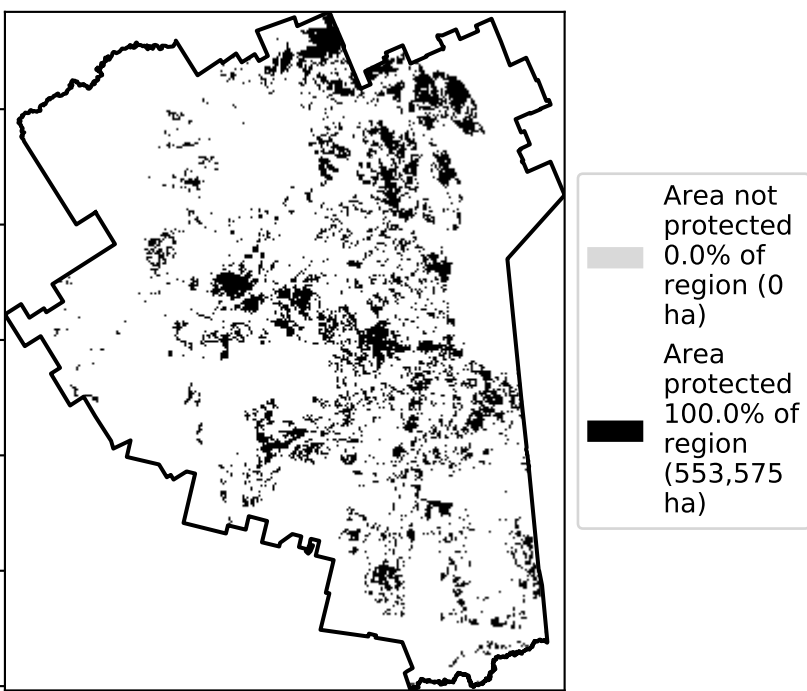 Area not
protected
0.0% of
region (0
ha)
Area
protected
100.0% of
region
(553,575
ha)